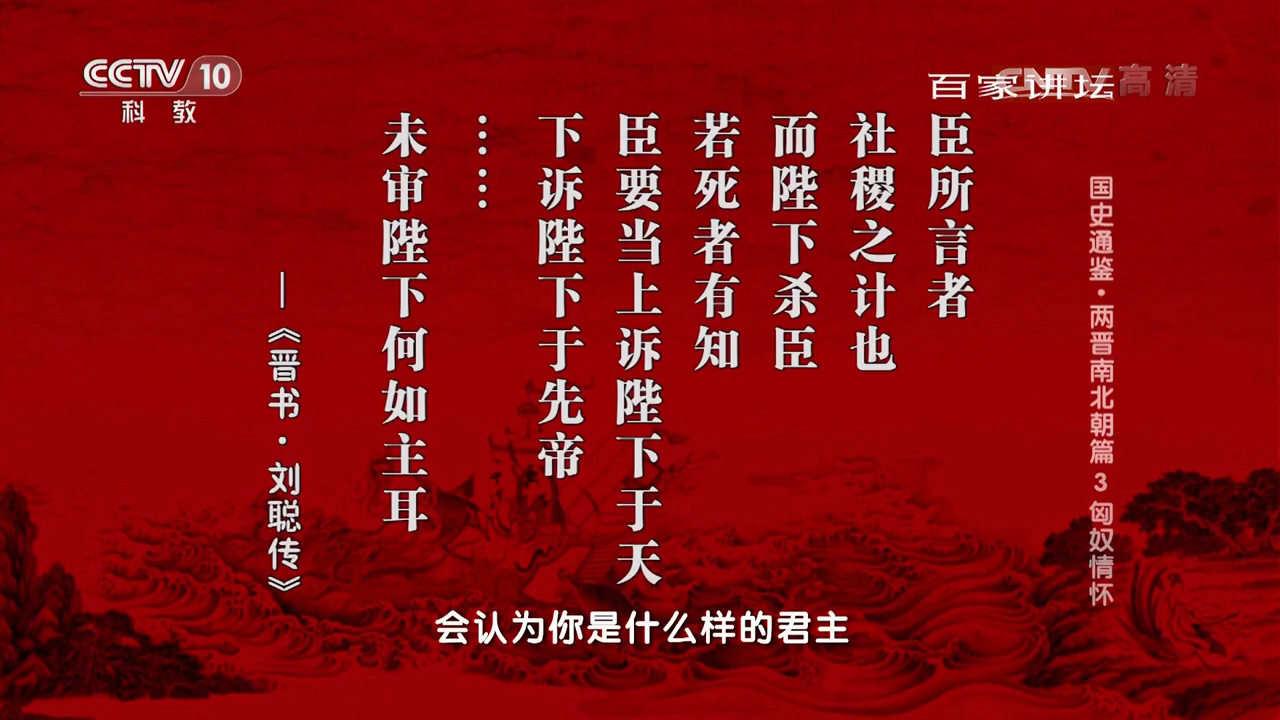 CCTV 10
科教
百家讲坛
高清
臣所言者
社稷之计也
而陛下杀臣
若死者有知
臣要当上诉陛下于天
下诉陛下于先帝
……
未审陛下何如主耳
—《晋书·刘聪传》
国史通鉴·两晋南北朝篇 3 匈奴情怀
会认为你是什么样的君主